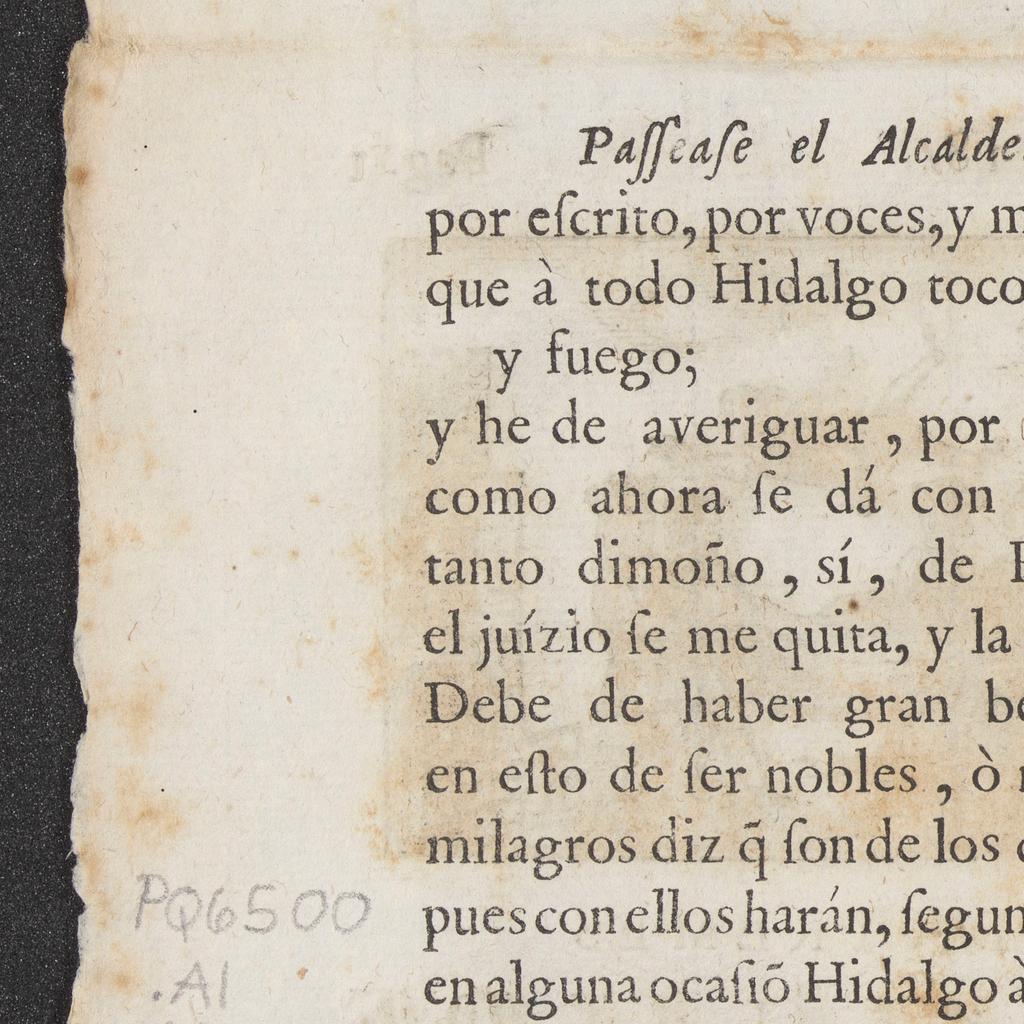 Paſſeaſe el Alcalde.
por eſcrito, por voces, y
que à todo Hidalgo toco
y fuego;
y he de averiguar, por
como ahora ſe dá con
tanto dimoño, sí, de
el juízio ſe me quita, y la
Debe de haber gran
en eſto de ſer nobles, ò
milagros diz q̃ ſon de los
pues con ellos harán, ſegun
en alguna ocaſiõ Hidalgo à
PQ6500
.A1